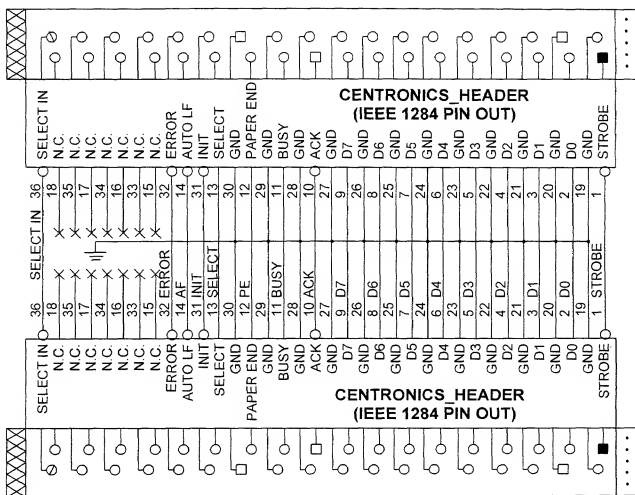 CENTRONICS_HEADER
(IEEE 1284 PIN OUT)
SELECT IN
N.C.
N.C.
N.C.
N.C.
N.C.
N.C.
N.C.
ERROR
AUTO LF
INIT
SELECT
GND
PAPER END
GND
BUSY
GND
ACK
GND
D7
GND
D6
GND
D5
GND
D4
GND
D3
GND
D2
GND
D1
GND
D0
GND
STROBE
36
18
35
17
34
16
33
15
32
14
31
13
30
12
29
11
28
10
27
9
26
8
25
7
24
6
23
5
22
4
21
3
20
2
19
1
SELECT IN
36
18
35
17
34
16
33
15
32 ERROR
14 AF
31 INIT
13 SELECT
30
12 PE
29
11 BUSY
28
10 ACK
27
9 D7
26
8 D6
25
7 D5
24
6 D4
23
5 D3
22
4 D2
21
3 D1
20
2 D0
19
1 STROBE
SELECT IN
N.C.
N.C.
N.C.
N.C.
N.C.
N.C.
N.C.
ERROR
AUTO LF
INIT
SELECT
GND
PAPER END
GND
BUSY
GND
ACK
GND
D7
GND
D6
GND
D5
GND
D4
GND
D3
GND
D2
GND
D1
GND
D0
GND
STROBE
CENTRONICS_HEADER
(IEEE 1284 PIN OUT)